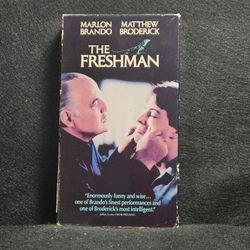 MARLON MATTHEW
BRANDO BRODERICK
THE
FRESHMAN
"Enormously funny and wise...
one of Brando's finest performances and
one of Broderick's most intelligent."